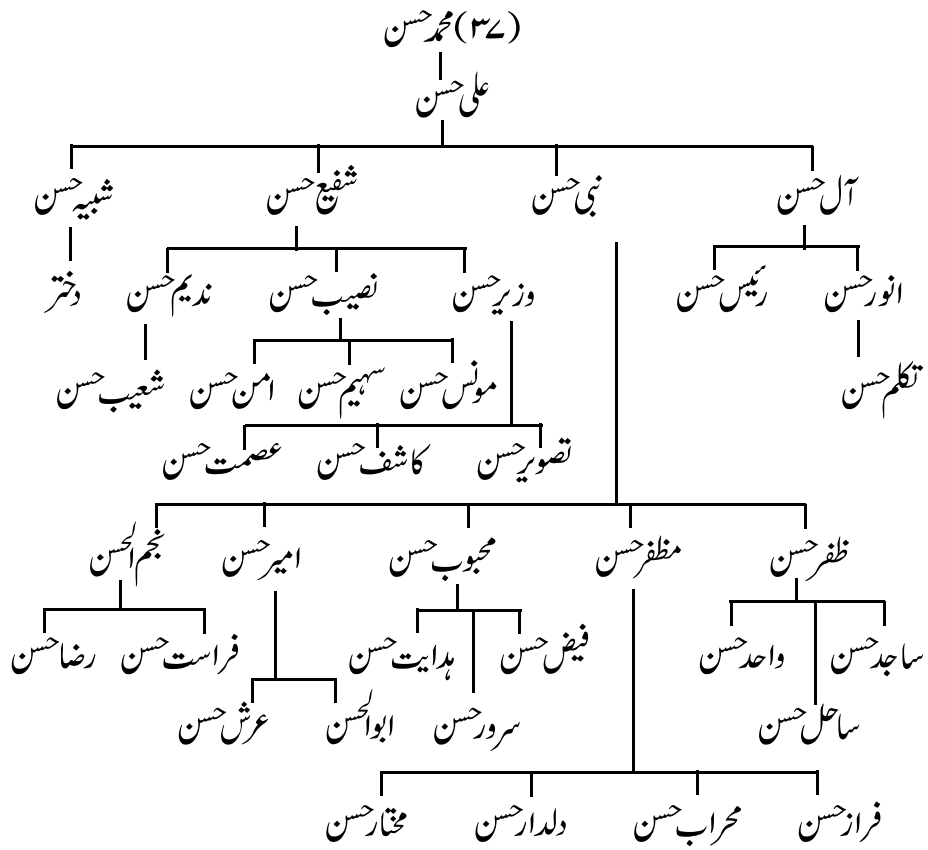 (۳۷) محمد حسن
علی حسن
آل حسن نبی حسن شفیع حسن شبیہ حسن
انور حسن رئیس حسن وزیر حسن نصیب حسن ندیم حسن دختر
تکلم حسن مونس حسن سہیم حسن امن حسن شعیب حسن
تصویر حسن کاشف حسن عصمت حسن
ظفر حسن مظفر حسن محبوب حسن امیر حسن نجم الحسن
ساجد حسن واحد حسن فیض حسن ہدایت حسن فراست حسن رضا حسن
ساحل حسن سرور حسن ابوالحسن عرش حسن
فراز حسن محراب حسن دلدار حسن مختار حسن